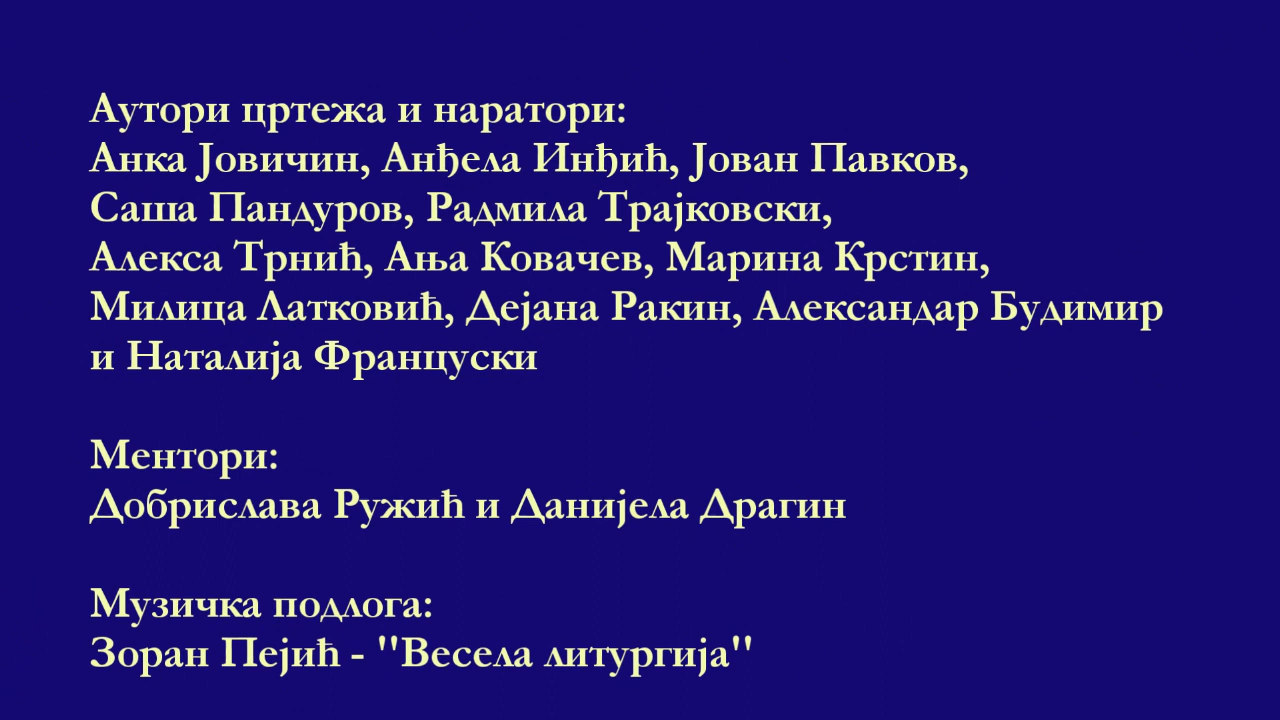 Аутори цртежа и наратори:
Анка Јовичин, Анђела Инђић, Јован Павков,
Саша Пандуров, Радмила Трајковски,
Алекса Трнић, Ања Ковачев, Марина Крстин,
Милица Латковић, Дејана Ракин, Александар Будимир
и Наталија Француски
Ментори:
Добрислава Ружић и Данијела Драгин
Музичка подлога:
Зоран Пејић - "Весела литургија"